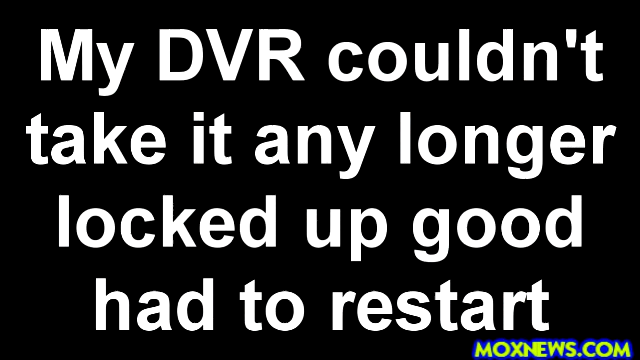 My DVR couldn't
take it any longer
locked up good
had to restart
MOXNEWS.COM